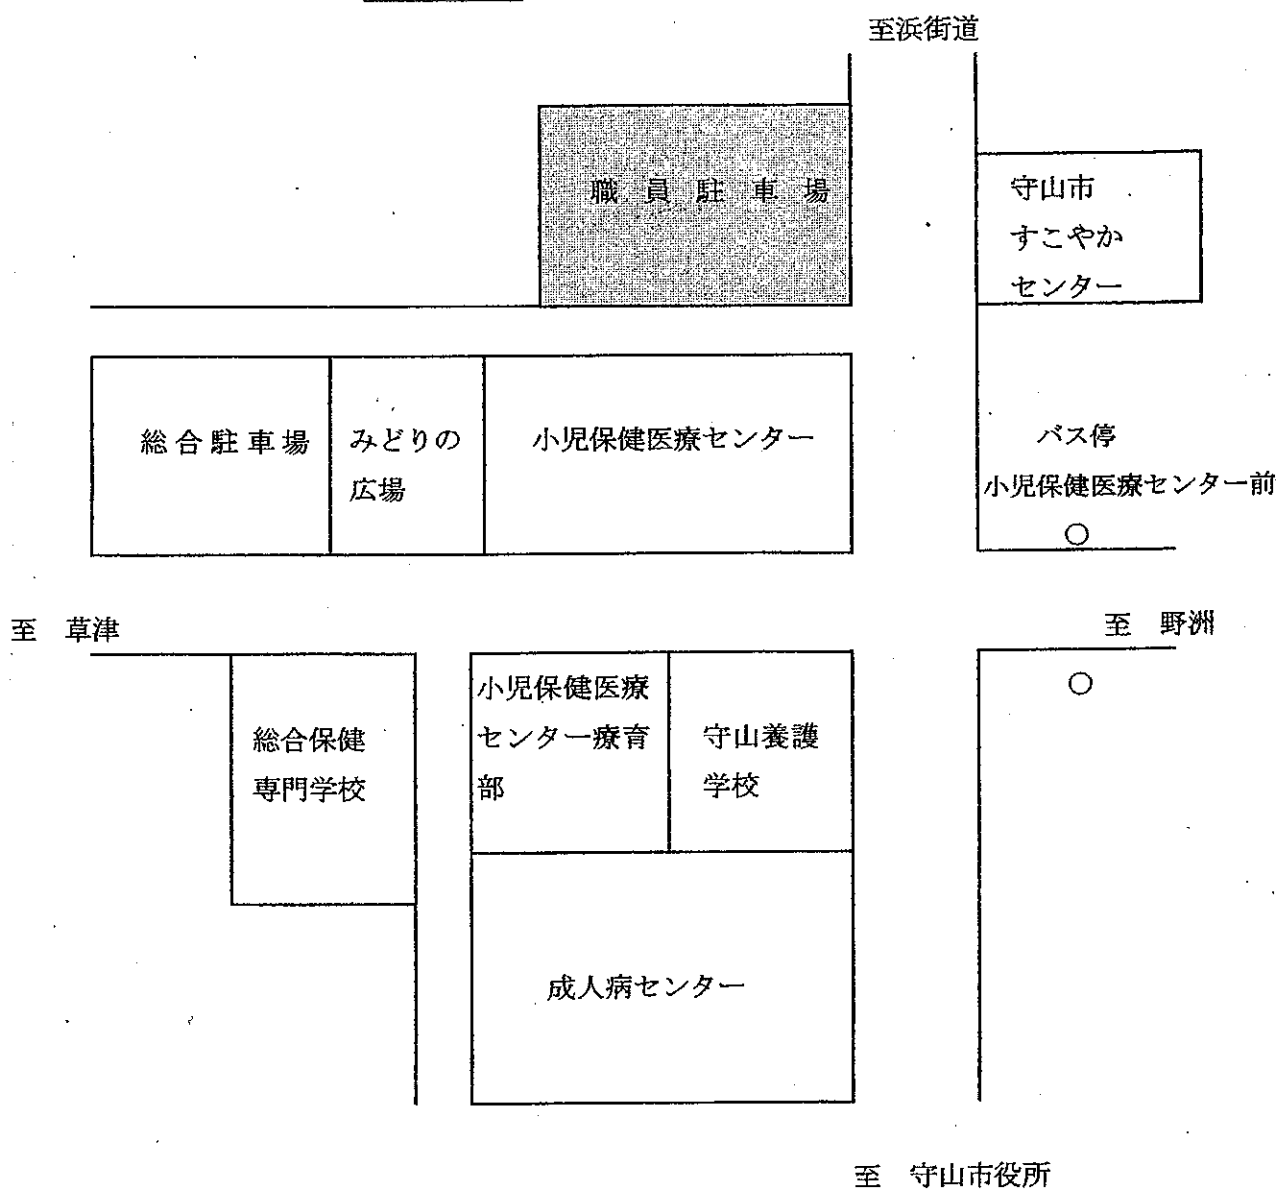 至浜街道
職員駐車場
守山市
すこやか
センター
総合駐車場
みどりの
広場
小児保健医療センター
バス停
小児保健医療センター前
至 草津
至 野洲
総合保健
専門学校
小児保健医療
センター療育
部
守山養護
学校
成人病センター
至 守山市役所